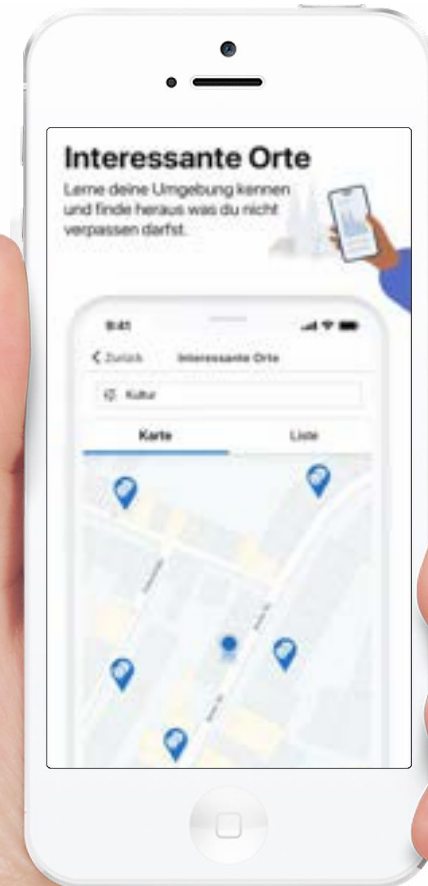 Interessante Orte
Lerne deine Umgebung kennen
und finde heraus was du nicht
verpassen darfst.
9:41
Zurück Interessante Orte
Kultur
Karte Liste